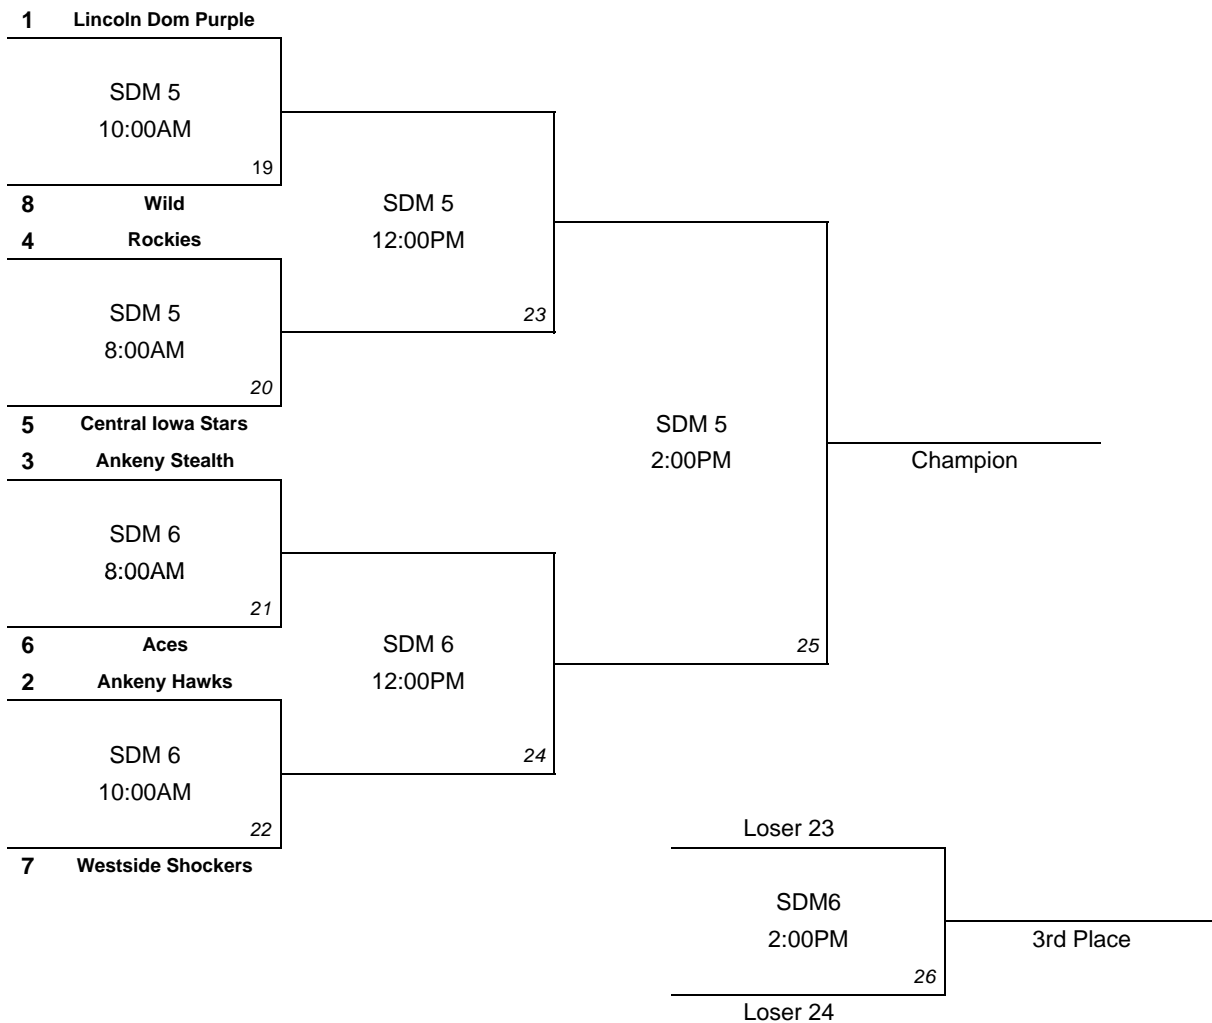 1 Lincoln Dom Purple
SDM 5
10:00AM
19
8 Wild
SDM 5
4 Rockies
12:00PM
SDM 5
23
8:00AM
20
5 Central Iowa Stars
SDM 5
3 Ankeny Stealth
2:00PM
Champion
SDM 6
8:00AM
21
6 Aces
SDM 6
25
2 Ankeny Hawks
12:00PM
SDM 6
24
10:00AM
22
Loser 23
7 Westside Shockers
SDM6
2:00PM
3rd Place
26
Loser 24